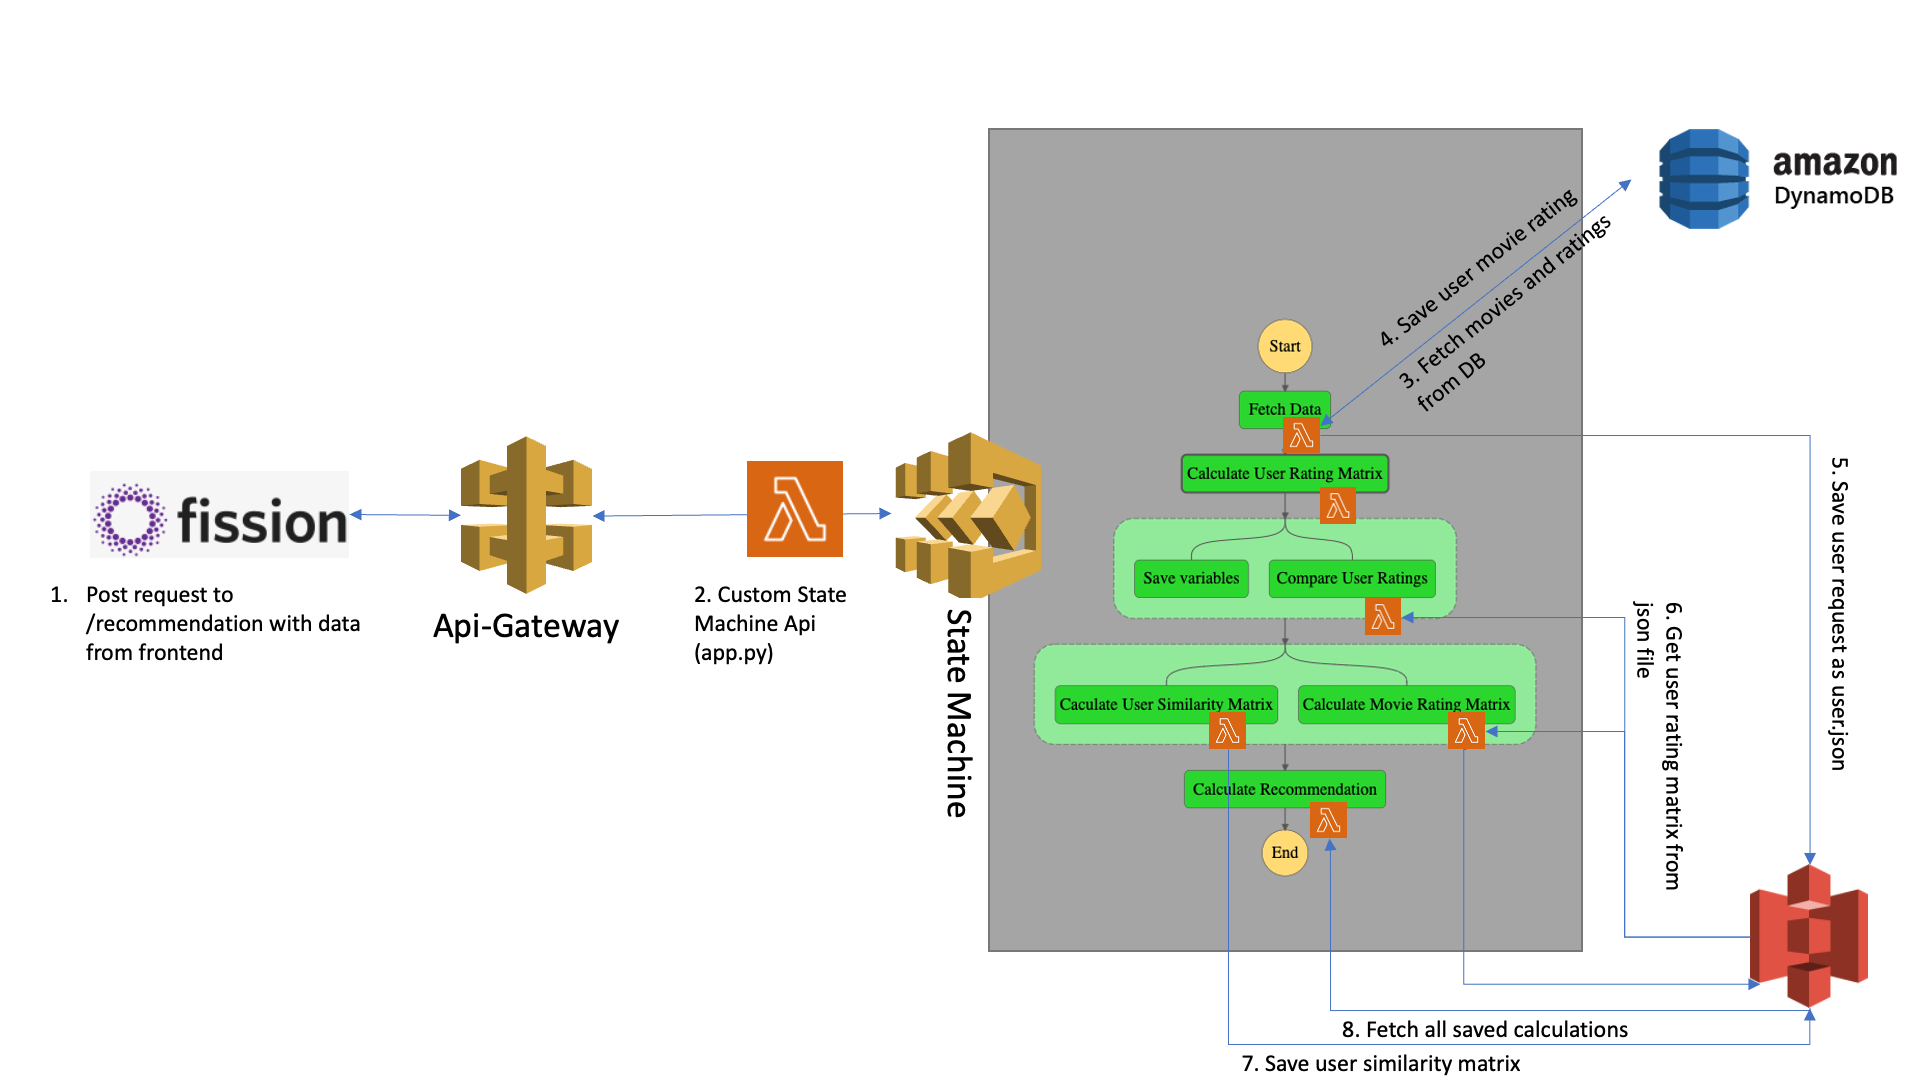 fission
1. Post request to
/recommendation with data
from frontend
Api-Gateway
2. Custom State
Machine Api
(app.py)
State Machine
Start
Fetch Data
Calculate User Rating Matrix
Save variables
Compare User Ratings
Caculate User Similarity Matrix
Calculate Movie Rating Matrix
Calculate Recommendation
End
4. Save user movie rating
3. Fetch movies and ratings
from DB
amazon
DynamoDB
5. Save user request as user.json
6. Get user rating matrix from
json file
8. Fetch all saved calculations
7. Save user similarity matrix